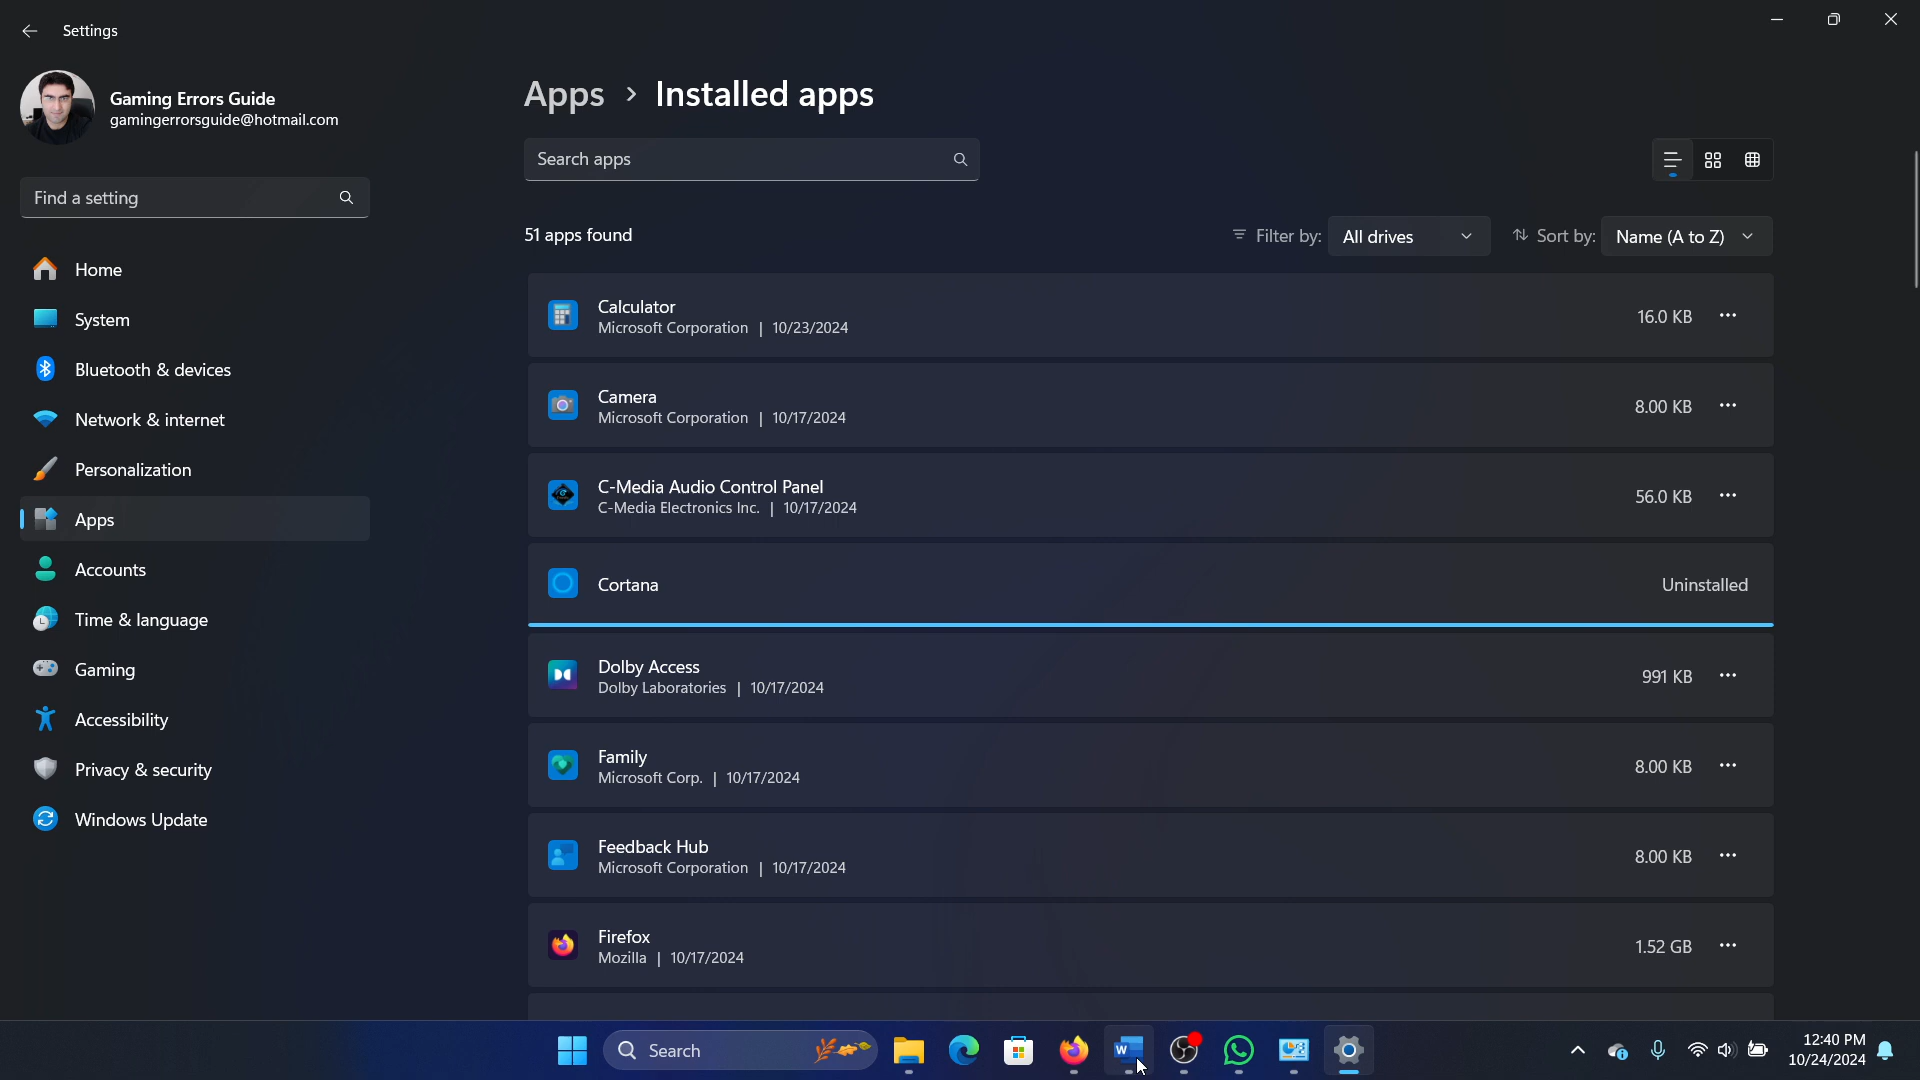 Settings
Gaming Errors Guide
gamingerrorsguide@hotmail.com
Find a setting
Home
System
Bluetooth & devices
Network & internet
Personalization
Apps
Accounts
Time & language
Gaming
Accessibility
Privacy & security
Windows Update
Apps > Installed apps
Search apps
51 apps found
Filter by: All drives
Sort by: Name (A to Z)
Calculator
Microsoft Corporation | 10/23/2024
16.0 KB
Camera
Microsoft Corporation | 10/17/2024
8.00 KB
C-Media Audio Control Panel
C-Media Electronics Inc. | 10/17/2024
56.0 KB
Cortana
Uninstalled
Dolby Access
Dolby Laboratories | 10/17/2024
991 KB
Family
Microsoft Corp. | 10/17/2024
8.00 KB
Feedback Hub
Microsoft Corporation | 10/17/2024
8.00 KB
Firefox
Mozilla | 10/17/2024
1.52 GB
Search
W
12:40 PM
10/24/2024